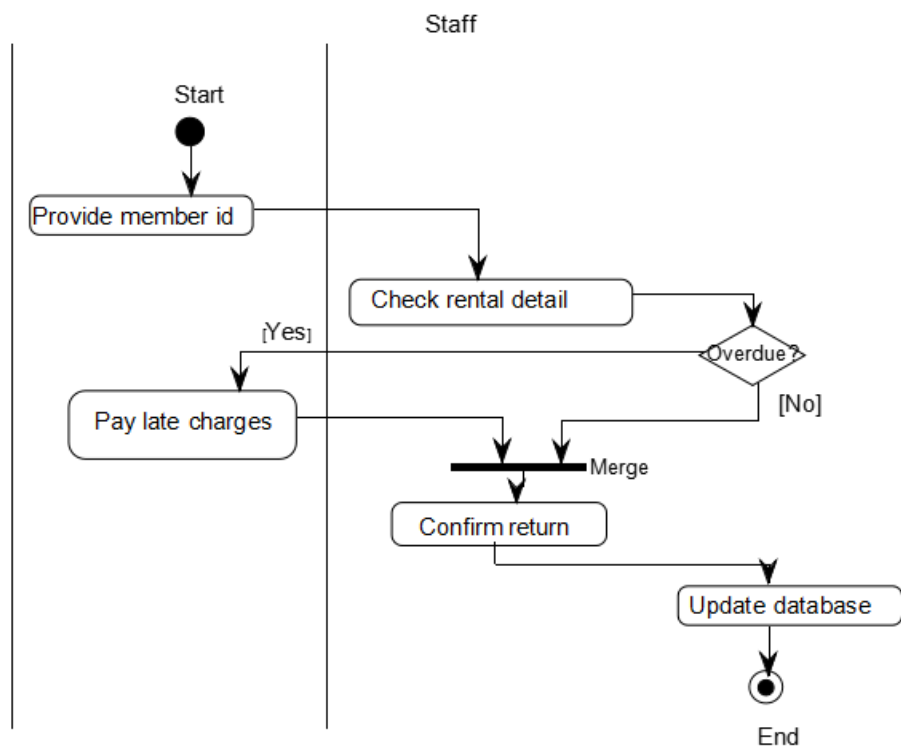 Staff
Start
Provide member id
Check rental detail
[Yes]
Overdue?
Pay late charges
[No]
Merge
Confirm return
Update database
End